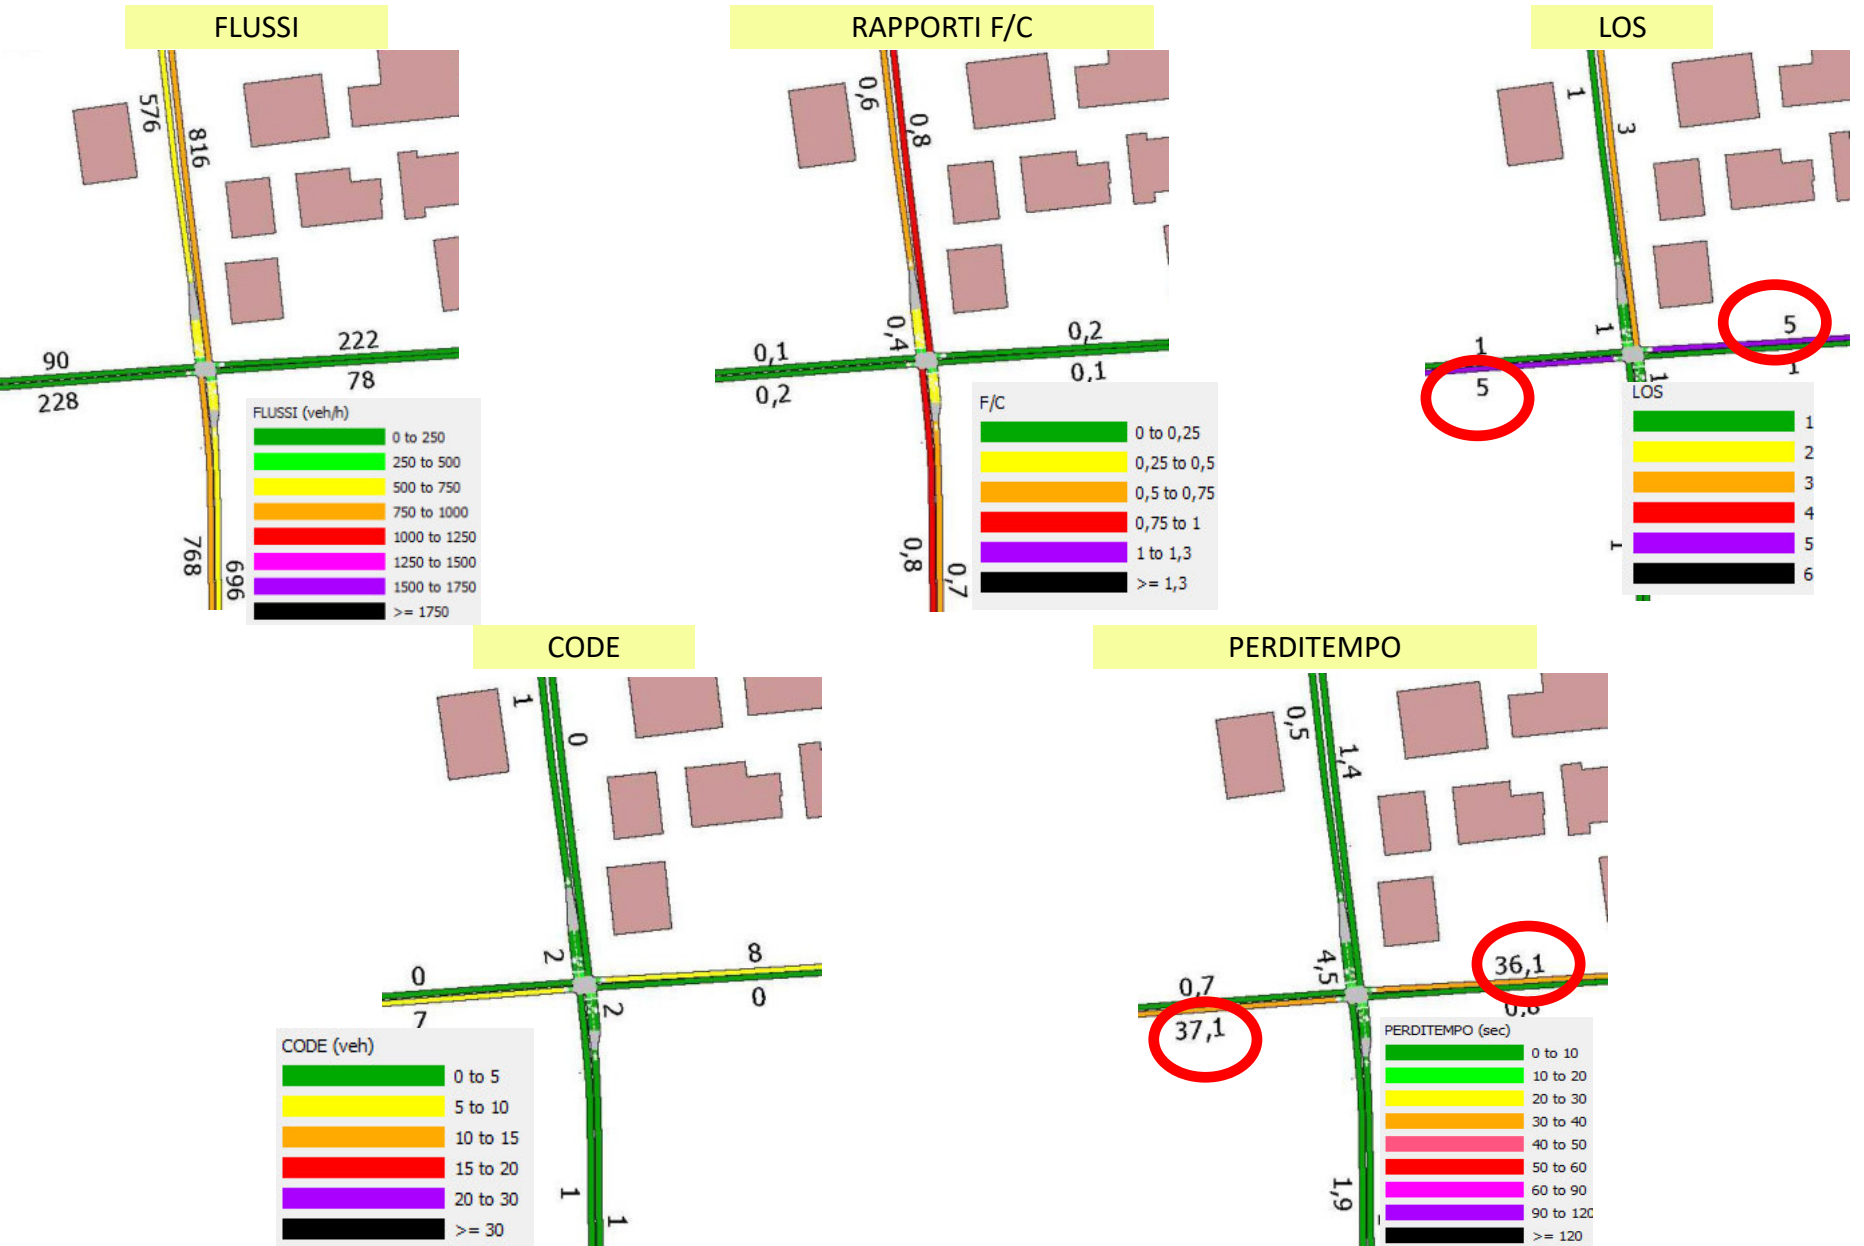 FLUSSI
576
816
90
222
228
78
768
696
FLUSSI (veh/h)
0 to 250
250 to 500
500 to 750
750 to 1000
1000 to 1250
1250 to 1500
1500 to 1750
>= 1750
RAPPORTI F/C
0,6
0,8
0,4
0,1
0,2
0,2
0,1
0,8
0,7
F/C
0 to 0,25
0,25 to 0,5
0,5 to 0,75
0,75 to 1
1 to 1,3
>= 1,3
LOS
1
3
1
1
5
5
1
1
LOS
1
2
3
4
5
6
1
CODE
1
0
2
0
8
7
0
2
1
1
CODE (veh)
0 to 5
5 to 10
10 to 15
15 to 20
20 to 30
>= 30
PERDITEMPO
0,5
1,4
4,5
0,7
36,1
37,1
1,9
PERDITEMPO (sec)
0 to 10
10 to 20
20 to 30
30 to 40
40 to 50
50 to 60
60 to 90
90 to 120
>= 120